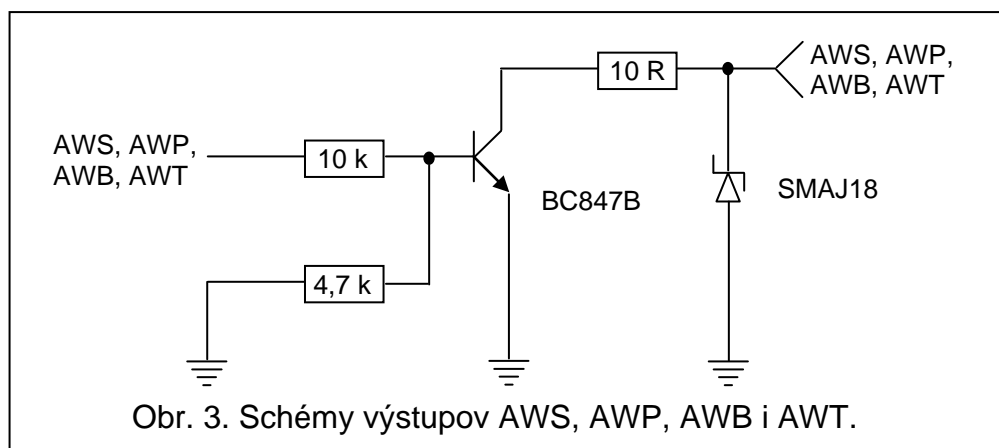 AWS, AWP,
AWB, AWT
10 k
4,7 k
BC847B
10 R
AWS, AWP,
AWB, AWT
SMAJ18
Obr. 3. Schémy výstupov AWS, AWP, AWB i AWT.